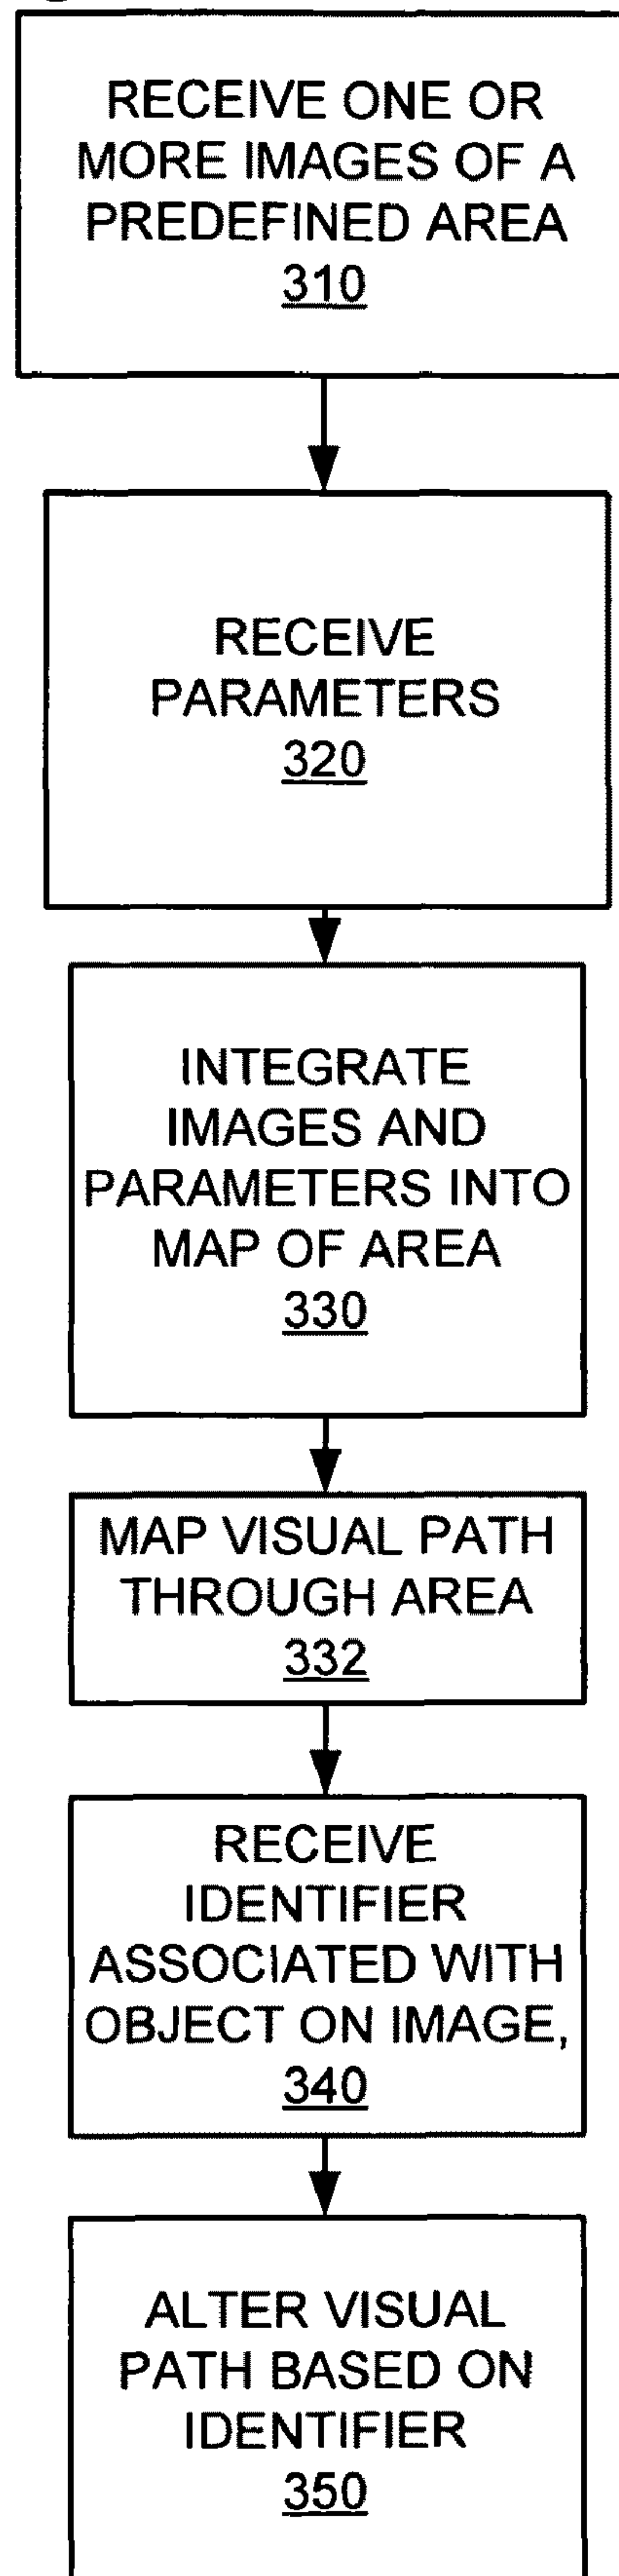 RECEIVE ONE OR
MORE IMAGES OF A
PREDEFINED AREA
310
RECEIVE
PARAMETERS
320
INTEGRATE
IMAGES AND
PARAMETERS INTO
MAP OF AREA
330
MAP VISUAL PATH
THROUGH AREA
332
RECEIVE
IDENTIFIER
ASSOCIATED WITH
OBJECT ON IMAGE,
340
ALTER VISUAL
PATH BASED ON
IDENTIFIER
350